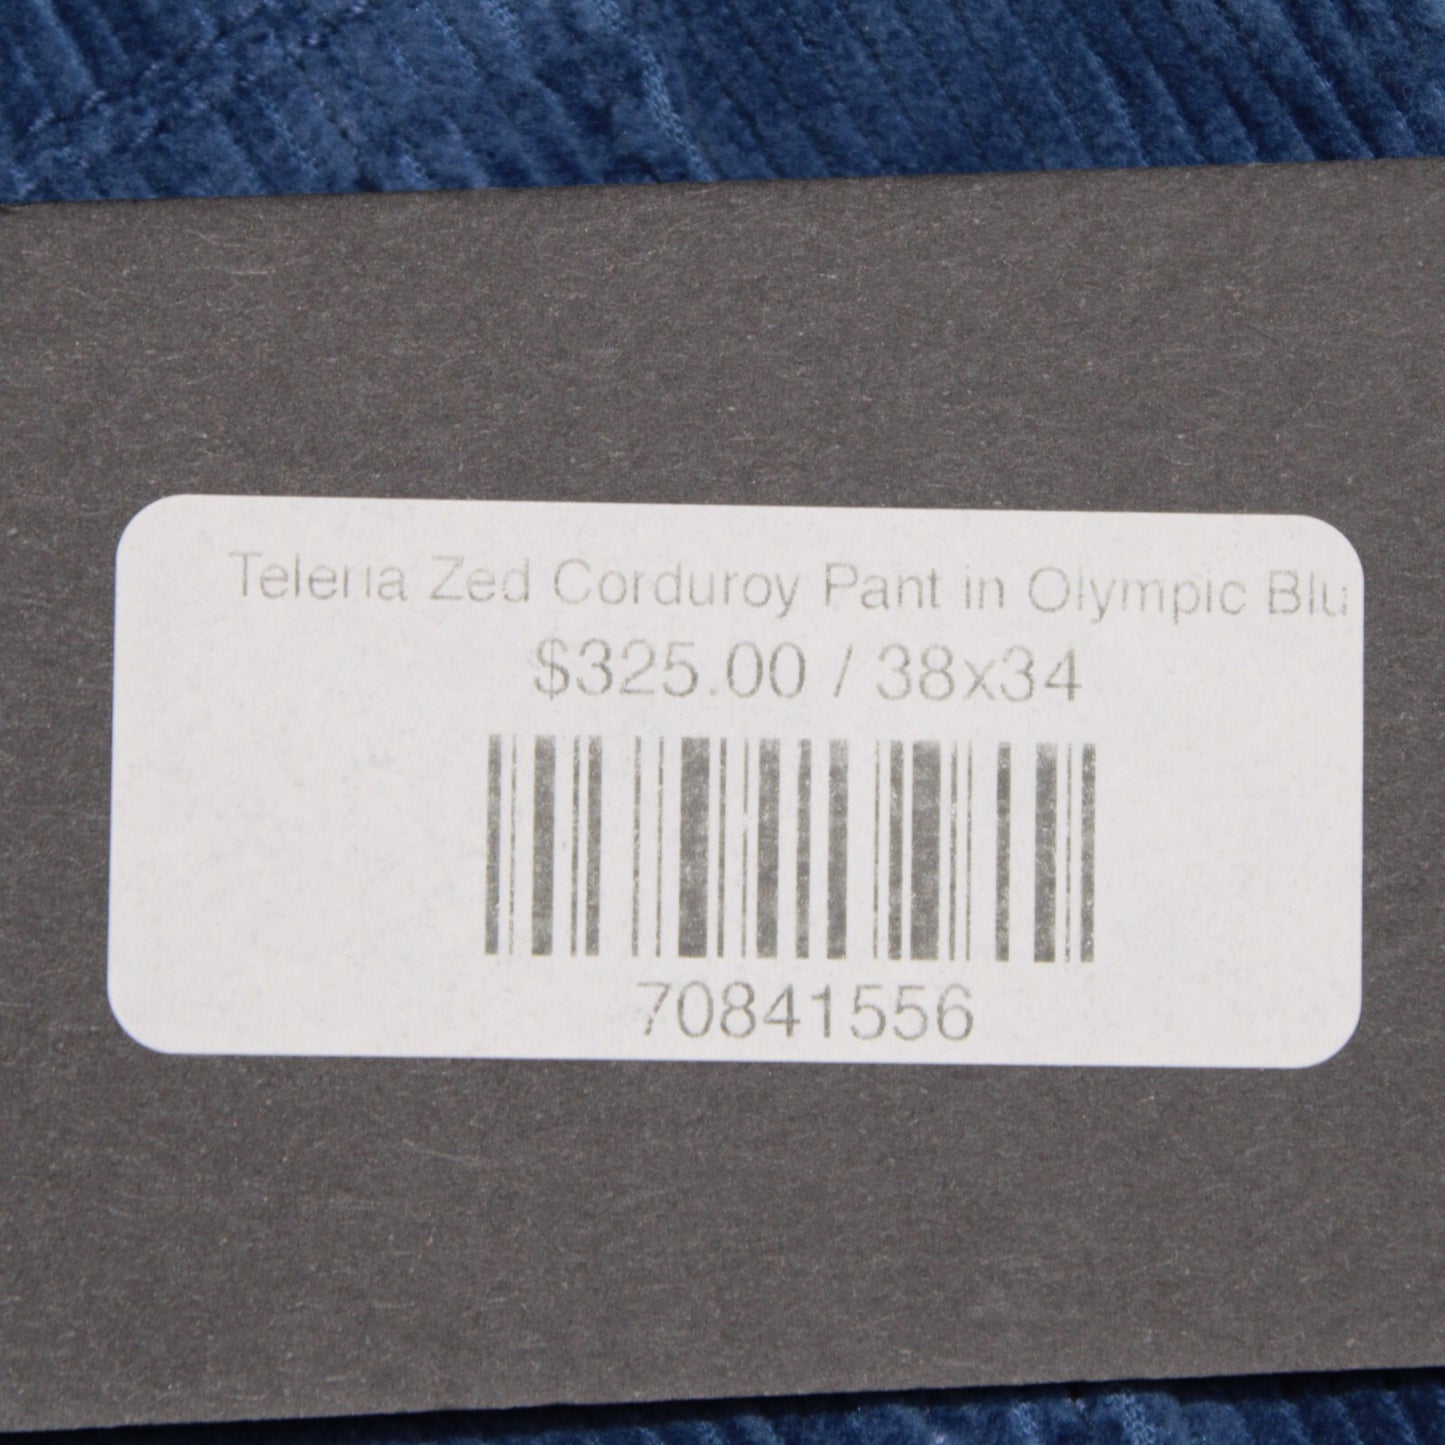 Teleria Zed Corduroy Pant in Olympic Blu
$325.00 / 38x34
70841556